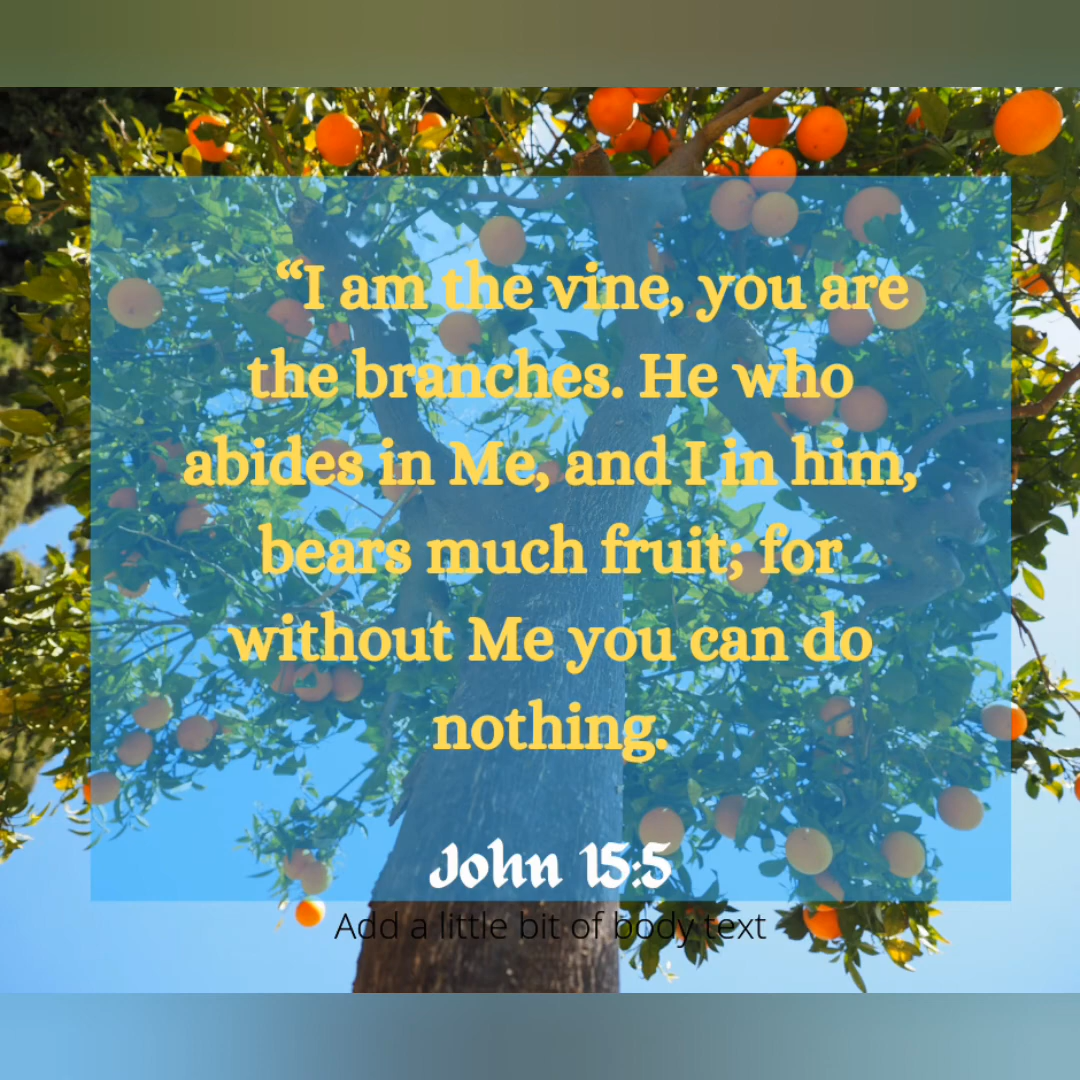 “I am the vine, you are
the branches. He who
abides in Me, and I in him,
bears much fruit; for
without Me you can do
nothing.
John 15:5
Add a little bit of body text